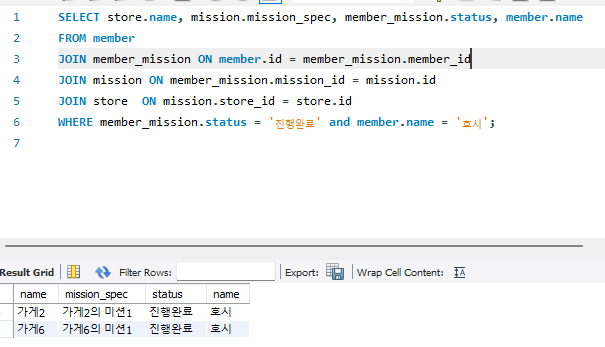 1 SELECT store.name, mission.mission_spec, member_mission.status, member.name
2 FROM member
3 JOIN member_mission ON member.id = member_mission.member_id
4 JOIN mission ON member_mission.mission_id = mission.id
5 JOIN store  ON mission.store_id = store.id
6 WHERE member_mission.status = '진행완료' and member.name = '호시';
7
Result Grid Filter Rows: Export: Wrap Cell Content: IA
name mission_spec status name
가게2 가게2의 미션1 진행완료 호시
가게6 가게6의 미션1 진행완료 호시